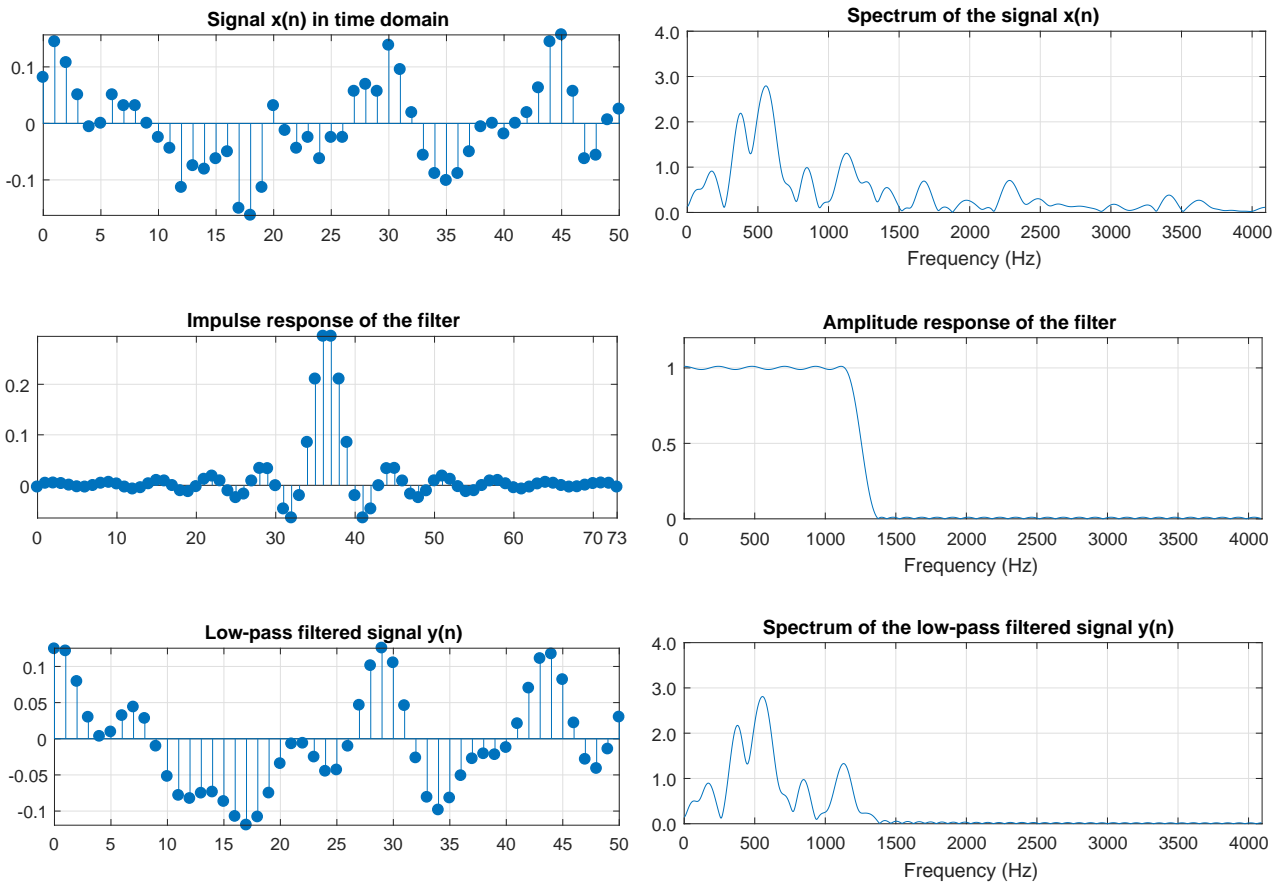 Signal x(n) in time domain
0.1
0
-0.1
0 5 10 15 20 25 30 35 40 45 50
Spectrum of the signal x(n)
4.0
3.0
2.0
1.0
0.0
0 500 1000 1500 2000 2500 3000 3500 4000
Frequency (Hz)
Impulse response of the filter
0.2
0.1
0
0 10 20 30 40 50 60 70 73
Amplitude response of the filter
1
0.5
0
0 500 1000 1500 2000 2500 3000 3500 4000
Frequency (Hz)
Low-pass filtered signal y(n)
0.1
0.05
0
-0.05
-0.1
0 5 10 15 20 25 30 35 40 45 50
Spectrum of the low-pass filtered signal y(n)
4.0
3.0
2.0
1.0
0.0
0 500 1000 1500 2000 2500 3000 3500 4000
Frequency (Hz)